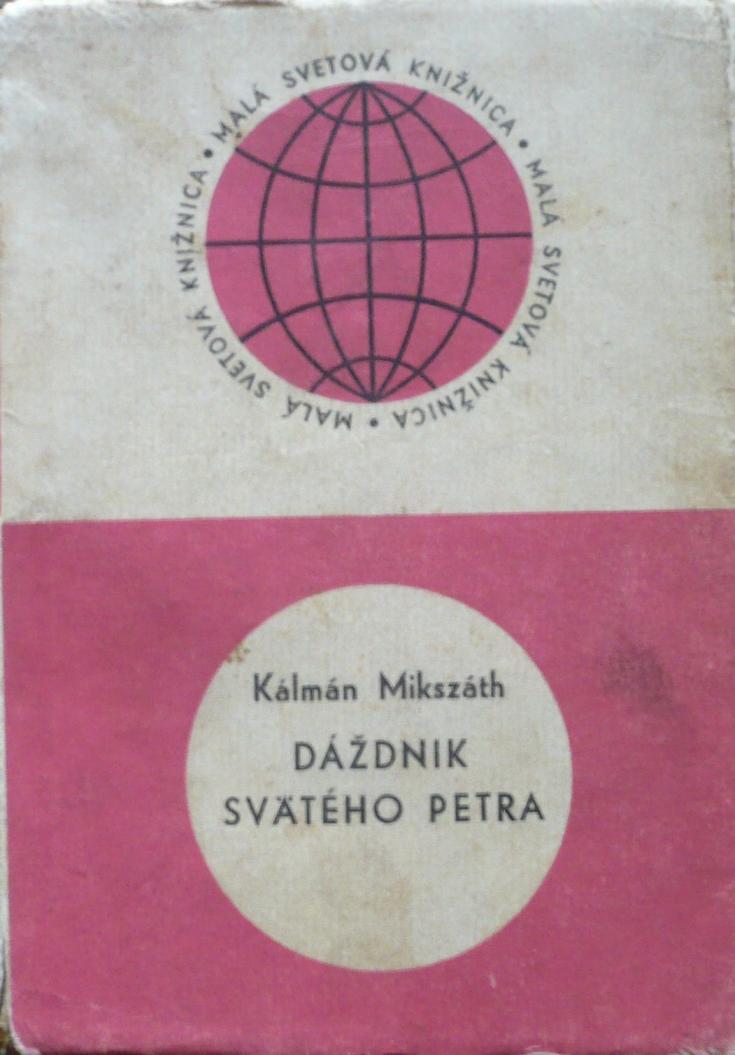 MALÁ SVETOVÁ KNIŽNICA • MALÁ SVETOVÁ KNIŽNICA • MALÁ SVETOVÁ KNIŽNICA •
Kálmán Mikszáth
DÁŽDNIK
SVÄTÉHO PETRA